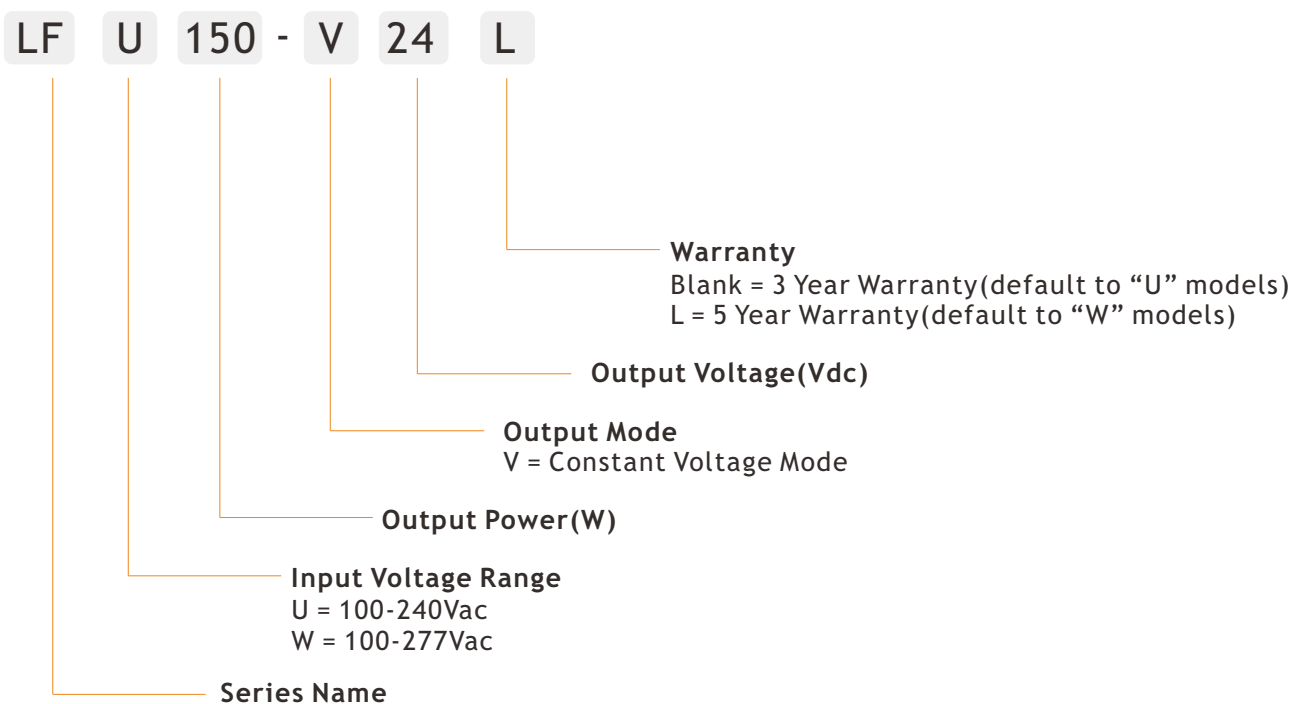 LF U 150 - V 24 L
Warranty
Blank = 3 Year Warranty(default to “U” models)
L = 5 Year Warranty(default to “W” models)
Output Voltage(Vdc)
Output Mode
V = Constant Voltage Mode
Output Power(W)
Input Voltage Range
U = 100-240Vac
W = 100-277Vac
Series Name